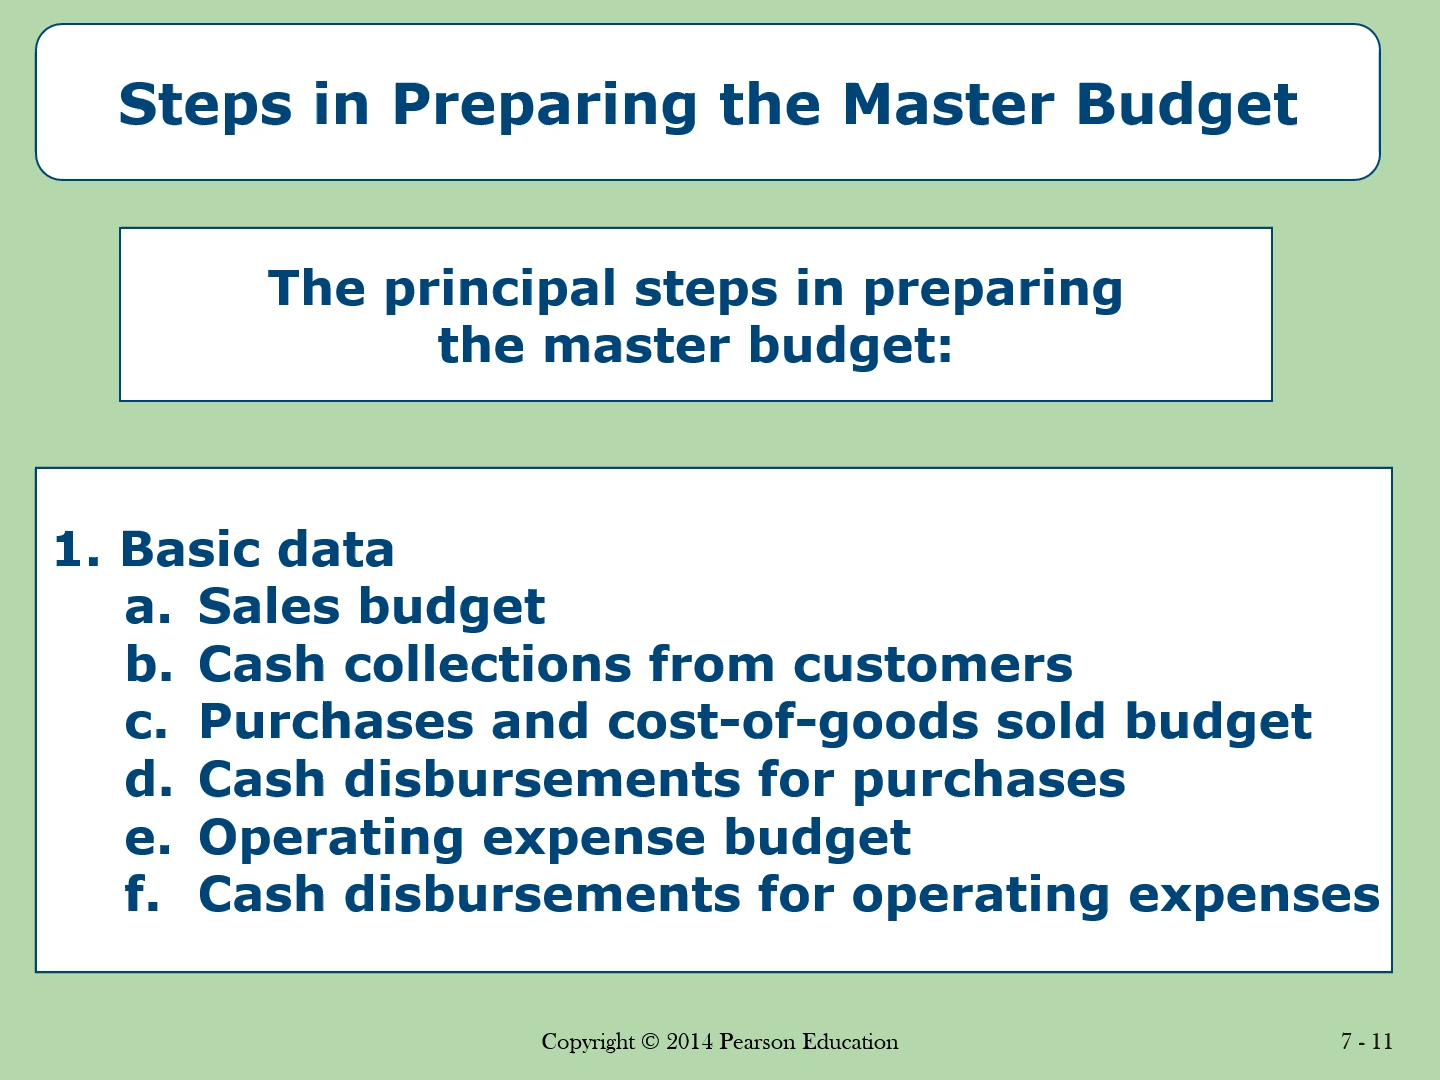 Steps in Preparing the Master Budget
The principal steps in preparing
the master budget:
1. Basic data
a. Sales budget
b. Cash collections from customers
c. Purchases and cost-of-goods sold budget
d. Cash disbursements for purchases
e. Operating expense budget
f. Cash disbursements for operating expenses
Copyright © 2014 Pearson Education
7 - 11